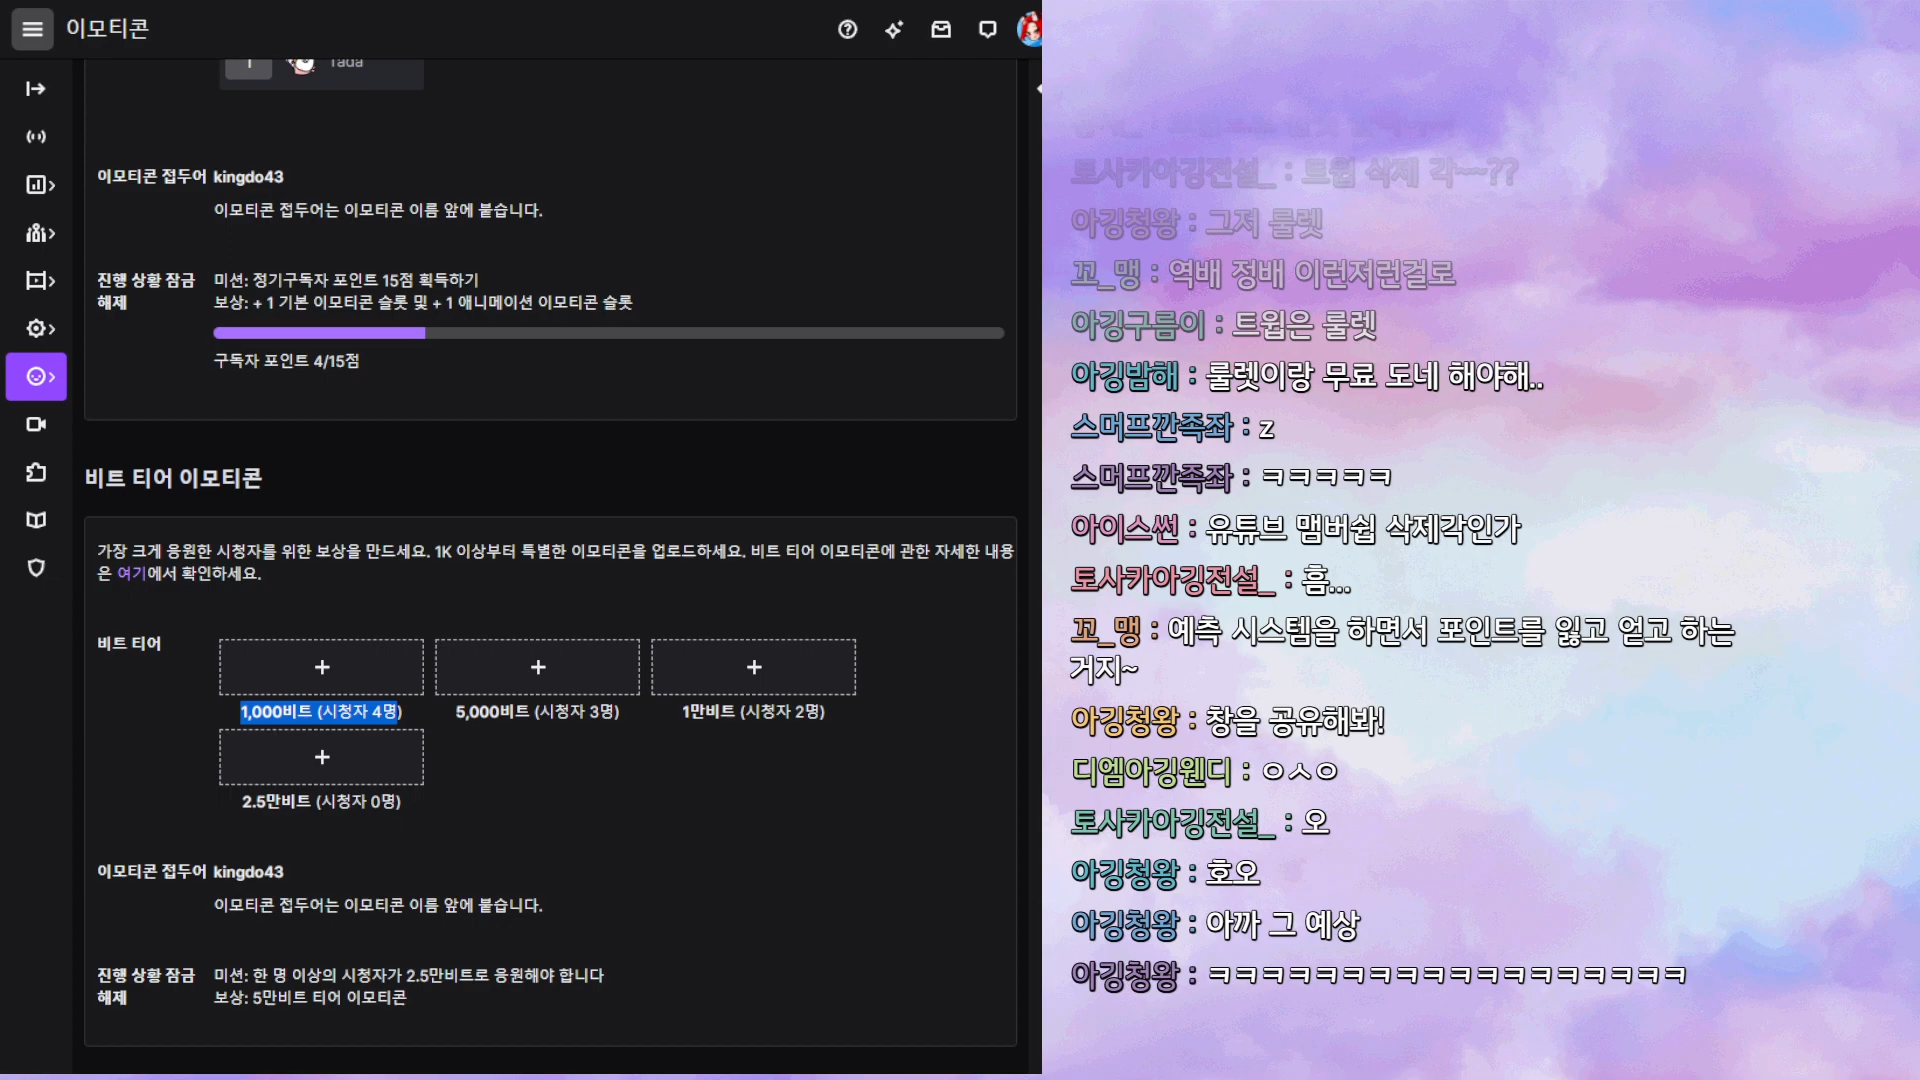 이모티콘
1
Tada
이모티콘 접두어 kingdo43
이모티콘 접두어는 이모티콘 이름 앞에 붙습니다.
진행 상황 잠금 해제
미션: 정기구독자 포인트 15점 획득하기
보상: + 1 기본 이모티콘 슬롯 및 + 1 애니메이션 이모티콘 슬롯
구독자 포인트 4/15점
비트 티어 이모티콘
가장 크게 응원한 시청자를 위한 보상을 만드세요. 1K 이상부터 특별한 이모티콘을 업로드하세요. 비트 티어 이모티콘에 관한 자세한 내용
은 여기에서 확인하세요.
비트 티어
1,000비트 (시청자 4명) 5,000비트 (시청자 3명) 1만비트 (시청자 2명)
2.5만비트 (시청자 0명)
이모티콘 접두어 kingdo43
이모티콘 접두어는 이모티콘 이름 앞에 붙습니다.
진행 상황 잠금 해제
미션: 한 명 이상의 시청자가 2.5만비트로 응원해야 합니다
보상: 5만비트 티어 이모티콘
토사카아깅전설_ : 트윕 삭제 각~~??
아깅청왕 : 그저 룰렛
꼬_맹 : 역배 정배 이런저런걸로
아깅구름이 : 트윕은 룰렛
아깅밤해 : 룰렛이랑 무료 도네 해야해..
스머프깐족좌 : z
스머프깐족좌 : ㅋㅋㅋㅋㅋ
아이스썬 : 유튜브 맴버쉽 삭제각인가
토사카아깅전설_ : 흠...
꼬_맹 : 예측 시스템을 하면서 포인트를 잃고 얻고 하는
거지~
아깅청왕 : 창을 공유해봐!
디엠아깅웬디 : ㅇㅅㅇ
토사카아깅전설_ : 오
아깅청왕 : 호오
아깅청왕 : 아까 그 예상
아깅청왕 : ㅋㅋㅋㅋㅋㅋㅋㅋㅋㅋㅋㅋㅋㅋㅋㅋㅋㅋ